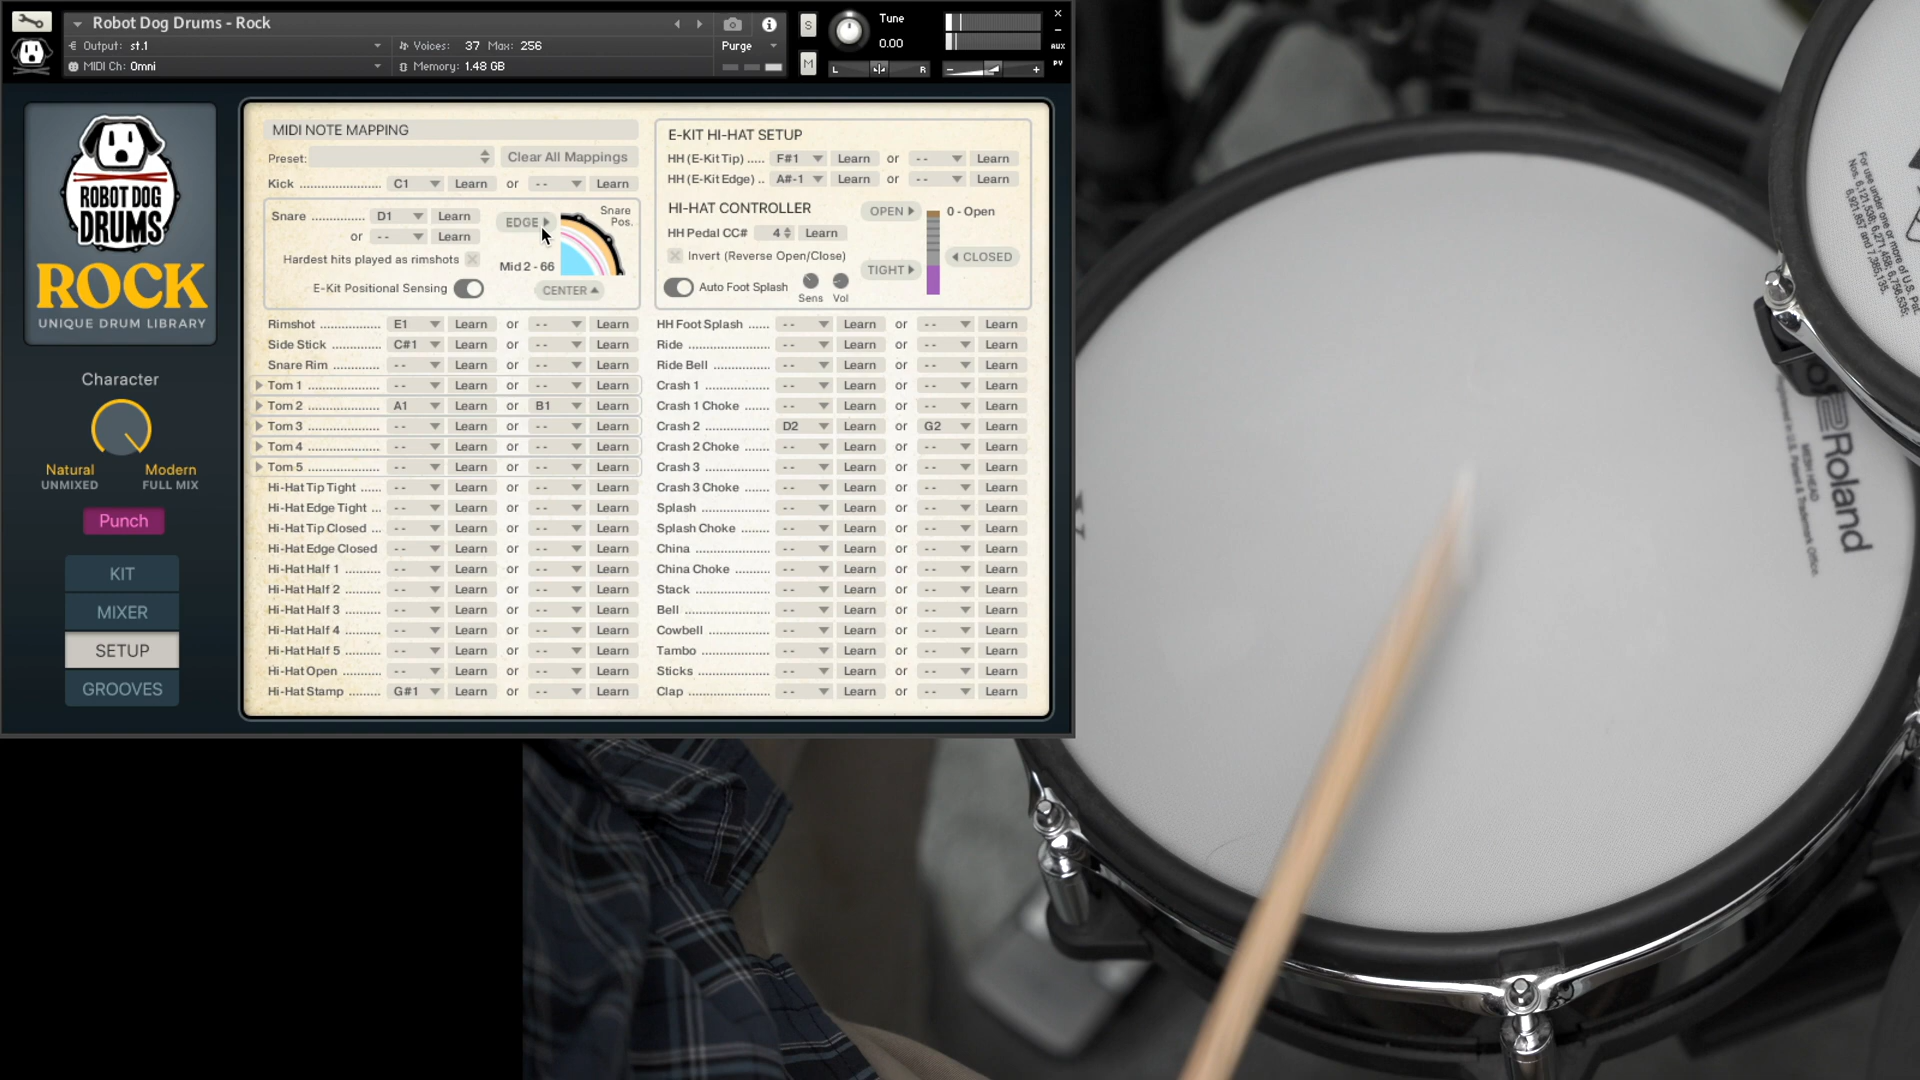 Robot Dog Drums - Rock
Output: st.1
Voices: 37 Max: 256
Purge
MIDI Ch: Omni
Memory: 1.48 GB
S
M
Tune
0.00
L R
- +
AUX
PV
ROBOT DOG
DRUMS
ROCK
UNIQUE DRUM LIBRARY
Character
Natural
UNMIXED
Modern
FULL MIX
Punch
KIT
MIXER
SETUP
GROOVES
MIDI NOTE MAPPING
Preset:
Clear All Mappings
Kick C1 Learn or -- Learn
Snare D1 Learn
or -- Learn
Hardest hits played as rimshots
E-Kit Positional Sensing
EDGE
Snare
Pos.
Mid 2 - 66
CENTER
Rimshot E1 Learn or -- Learn
Side Stick C#1 Learn or -- Learn
Snare Rim -- Learn or -- Learn
Tom 1 -- Learn or -- Learn
Tom 2 A1 Learn or B1 Learn
Tom 3 -- Learn or -- Learn
Tom 4 -- Learn or -- Learn
Tom 5 -- Learn or -- Learn
Hi-Hat Tip Tight -- Learn or -- Learn
Hi-Hat Edge Tight -- Learn or -- Learn
Hi-Hat Tip Closed -- Learn or -- Learn
Hi-Hat Edge Closed -- Learn or -- Learn
Hi-Hat Half 1 -- Learn or -- Learn
Hi-Hat Half 2 -- Learn or -- Learn
Hi-Hat Half 3 -- Learn or -- Learn
Hi-Hat Half 4 -- Learn or -- Learn
Hi-Hat Half 5 -- Learn or -- Learn
Hi-Hat Open -- Learn or -- Learn
Hi-Hat Stamp G#1 Learn or -- Learn
E-KIT HI-HAT SETUP
HH (E-Kit Tip) F#1 Learn or -- Learn
HH (E-Kit Edge) A#-1 Learn or -- Learn
HI-HAT CONTROLLER
HH Pedal CC# 4 Learn
Invert (Reverse Open/Close)
Auto Foot Splash
Sens Vol
OPEN
0 - Open
CLOSED
TIGHT
HH Foot Splash -- Learn or -- Learn
Ride -- Learn or -- Learn
Ride Bell -- Learn or -- Learn
Crash 1 -- Learn or -- Learn
Crash 1 Choke -- Learn or -- Learn
Crash 2 D2 Learn or G2 Learn
Crash 2 Choke -- Learn or -- Learn
Crash 3 -- Learn or -- Learn
Crash 3 Choke -- Learn or -- Learn
Splash -- Learn or -- Learn
Splash Choke -- Learn or -- Learn
China -- Learn or -- Learn
China Choke -- Learn or -- Learn
Stack -- Learn or -- Learn
Bell -- Learn or -- Learn
Cowbell -- Learn or -- Learn
Tambo -- Learn or -- Learn
Sticks -- Learn or -- Learn
Clap -- Learn or -- Learn
Roland
MESH HEAD
For use under one or more of U.S. Pat.